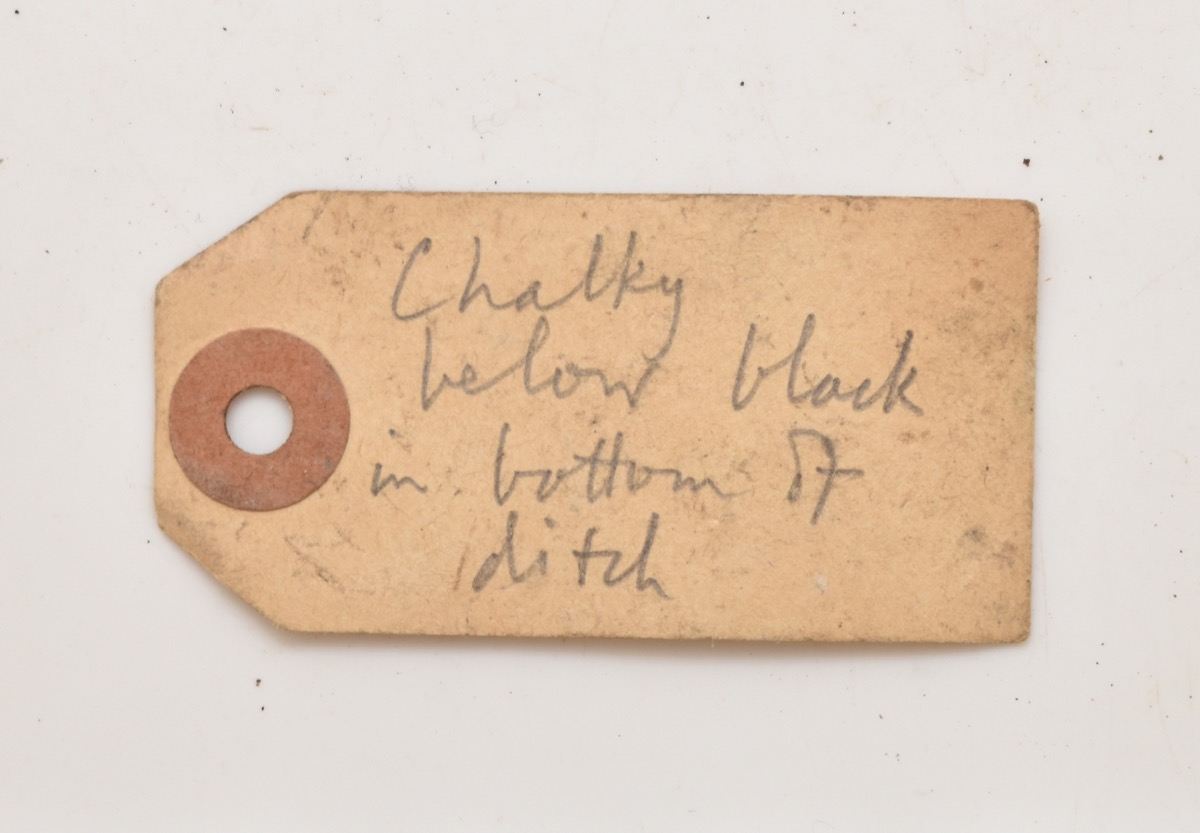 Chalky
below black
in bottom of
ditch